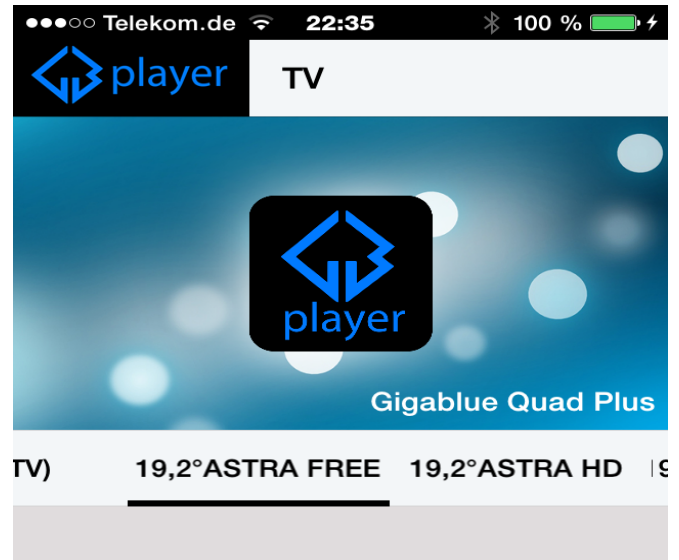 Telekom.de 22:35 100 %
player TV
player
Gigablue Quad Plus
TV) 19,2°ASTRA FREE 19,2°ASTRA HD